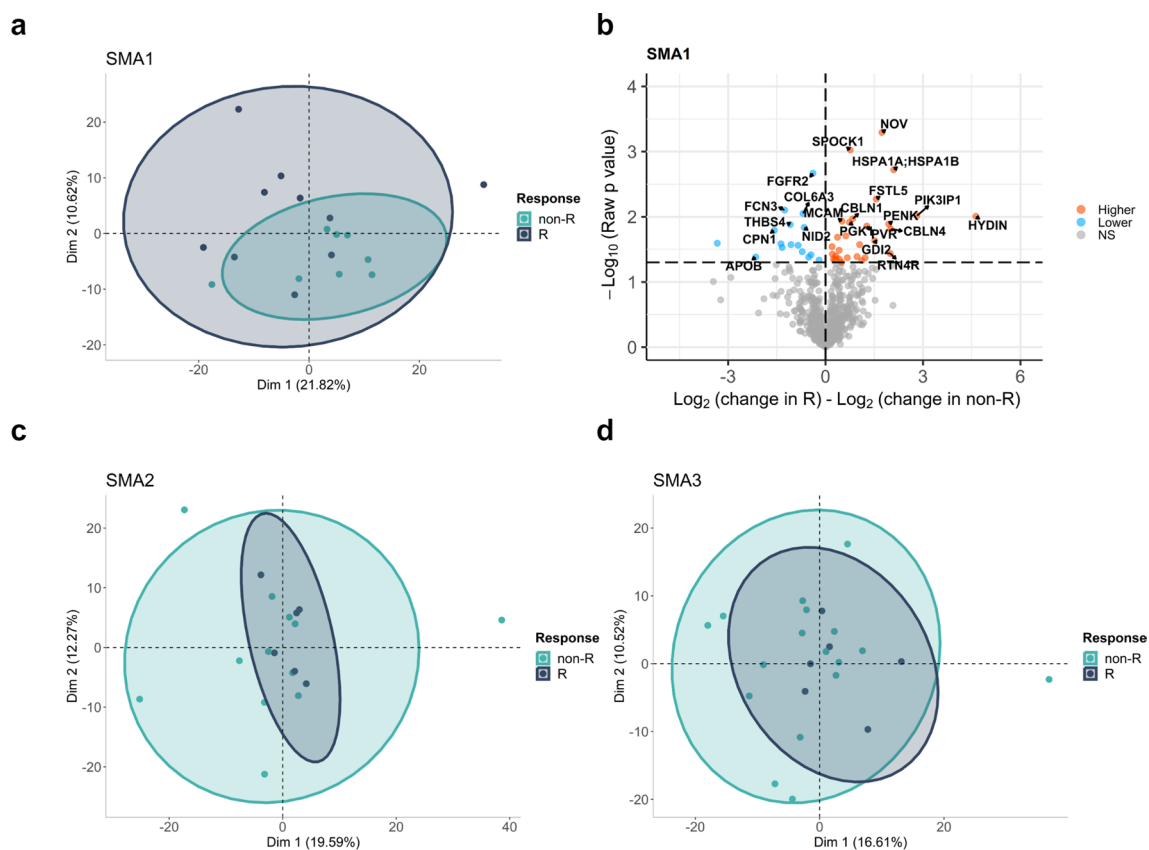 a
SMA1
20
10
0
-10
-20
Dim 2 (10.62%)
-20
0
20
Dim 1 (21.82%)
Response
non-R
R
b
SMA1
4
3
2
1
0
−Log10 (Raw p value)
NOV
SPOCK1
HSPA1A;HSPA1B
FGFR2
COL6A3
FSTL5
FCN3
MCAM
CBLN1
PIK3IP1
THBS4
PENK
HYDIN
CPN1
NID2
PGK1
PVR
CBLN4
GDI2
APOB
RTN4R
-3
0
3
6
Log2 (change in R) - Log2 (change in non-R)
Higher
Lower
NS
c
SMA2
20
10
0
-10
-20
Dim 2 (12.27%)
-20
0
20
40
Dim 1 (19.59%)
Response
non-R
R
d
SMA3
20
10
0
-10
-20
Dim 2 (10.52%)
-20
0
20
Dim 1 (16.61%)
Response
non-R
R